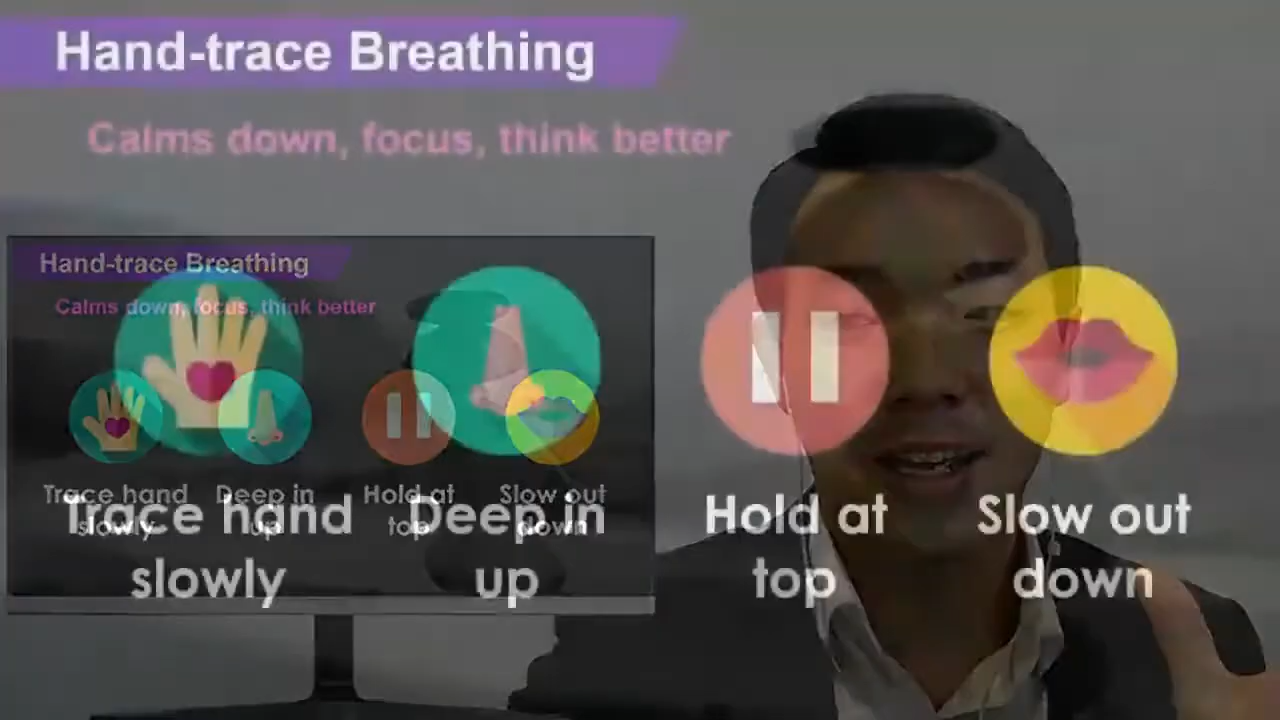 Hand-trace Breathing
Calms down, focus, think better
Hand-trace Breathing
Calms down, focus, think better
Trace hand
slowly
Deep in
up
Hold at
top
Slow out
down
Trace hand
slowly
Deep in
up
Hold at
top
Slow out
down